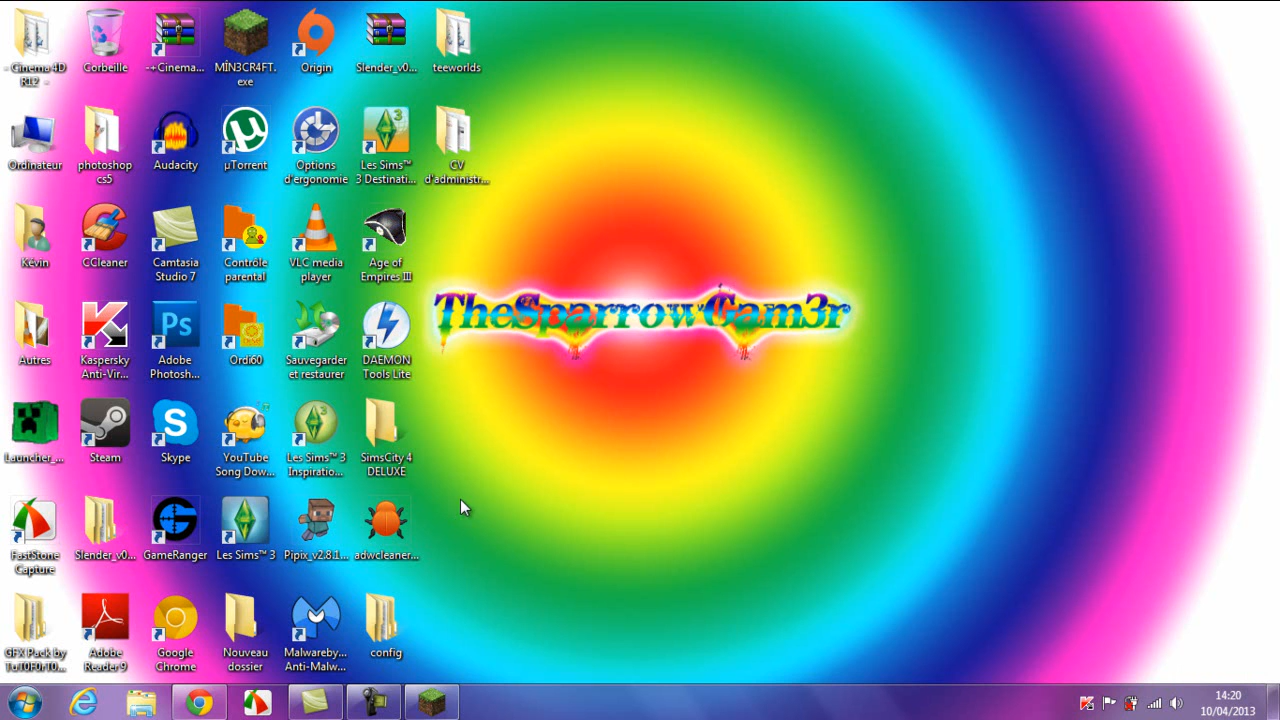 - Cinema 4D
R12 -
Corbeille
-+Cinema...
MÍN3CR4FT.
exe
Origin
Slender_v0...
teeworlds
Ordinateur
photoshop
cs5
Audacity
µTorrent
Options
d'ergonomie
Les Sims™
3 Destinati...
CV
d'administr...
Kévin
CCleaner
Camtasia
Studio 7
Contrôle
parental
VLC media
player
Age of
Empires III
TheSparrowGam3r
Autres
Kaspersky
Anti-Vir...
Adobe
Photosh...
Ordi60
Sauvegarder
et restaurer
DAEMON
Tools Lite
Launcher_...
Steam
Skype
YouTube
Song Dow...
Les Sims™ 3
Inspiratio...
SimsCity 4
DELUXE
FastStone
Capture
Slender_v0...
GameRanger
Les Sims™ 3
Pipix_v2.8.1...
adwcleaner...
GFX Pack by
Adobe
Reader 9
Google
Chrome
Nouveau
dossier
Malwareby...
Anti-Malw...
config
14:20
10/04/2013